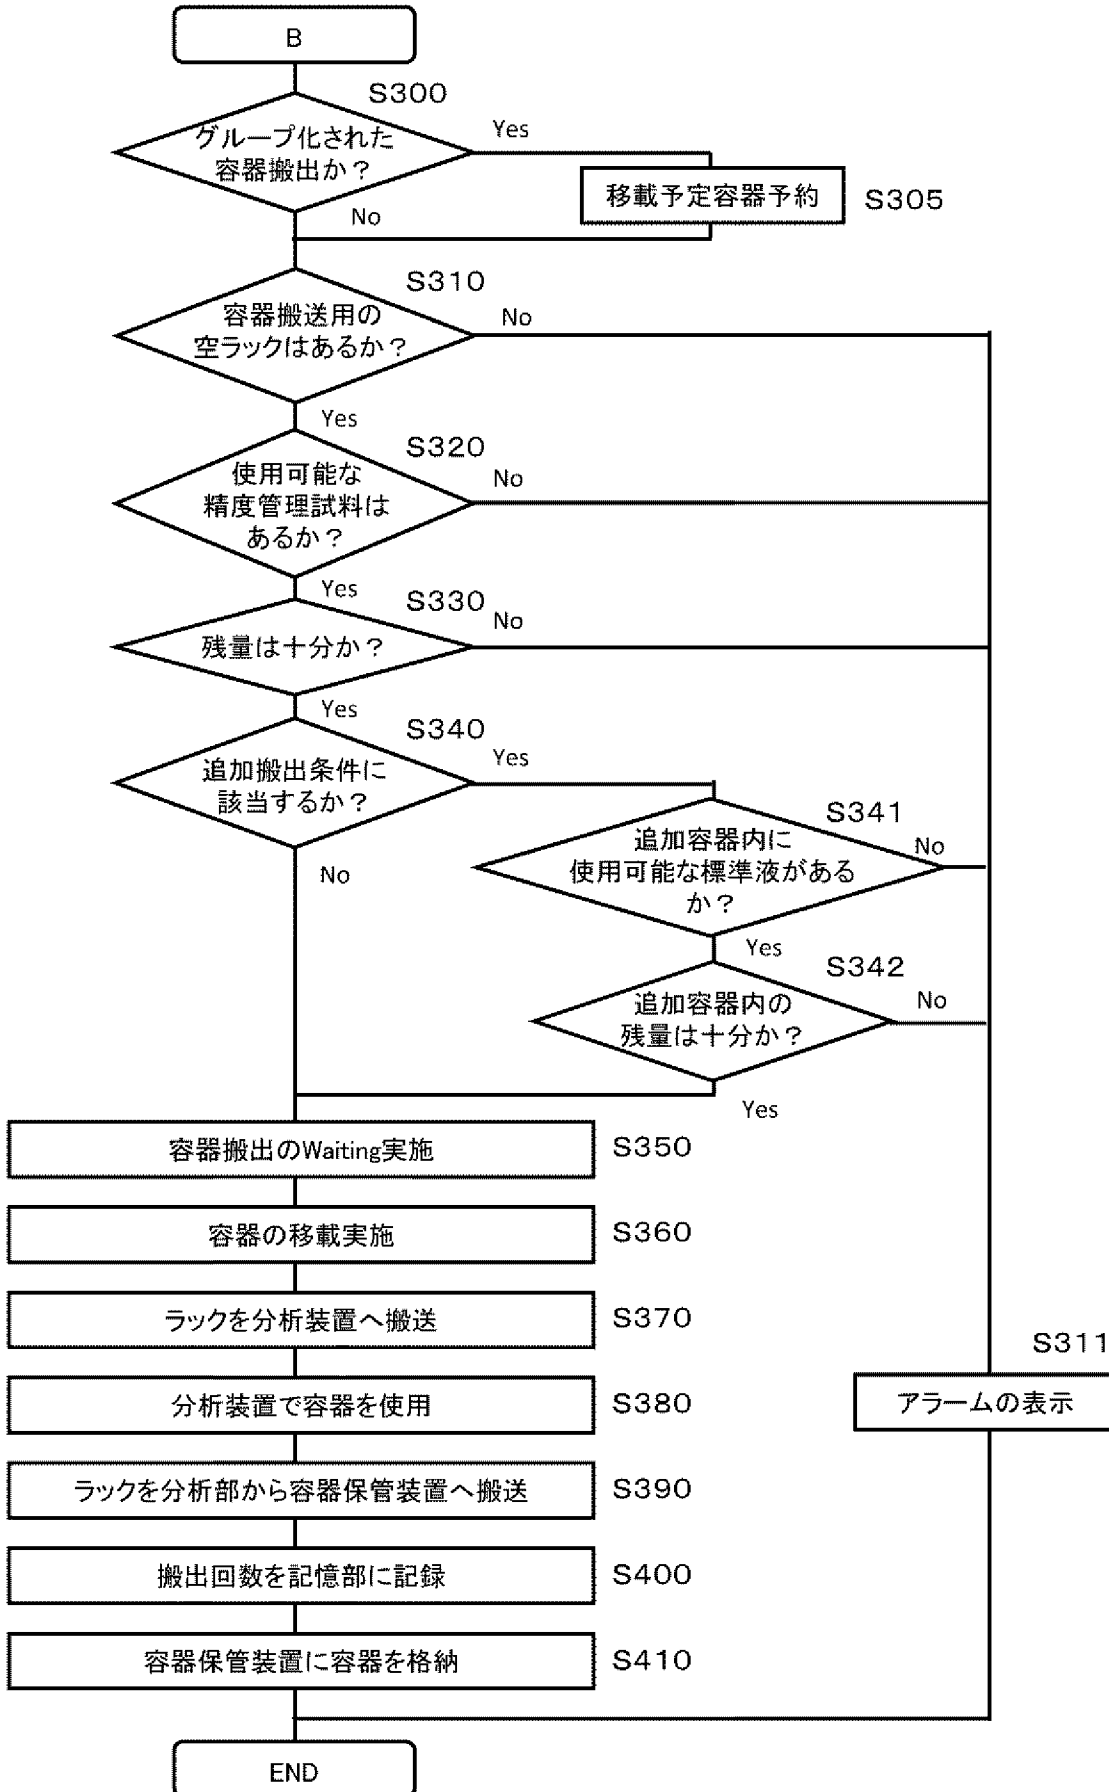 B
S300
グループ化された
容器搬出か？
Yes
No
移載予定容器予約
S305
S310
容器搬送用の
空ラックはあるか？
No
Yes
S320
使用可能な
精度管理試料は
あるか？
No
Yes
S330
残量は十分か？
No
Yes
S340
追加搬出条件に
該当するか？
Yes
No
S341
追加容器内に
使用可能な標準液がある
か？
No
Yes
S342
追加容器内の
残量は十分か？
No
Yes
容器搬出のWaiting実施
S350
容器の移載実施
S360
ラックを分析装置へ搬送
S370
S311
アラームの表示
分析装置で容器を使用
S380
ラックを分析部から容器保管装置へ搬送
S390
搬出回数を記憶部に記録
S400
容器保管装置に容器を格納
S410
END